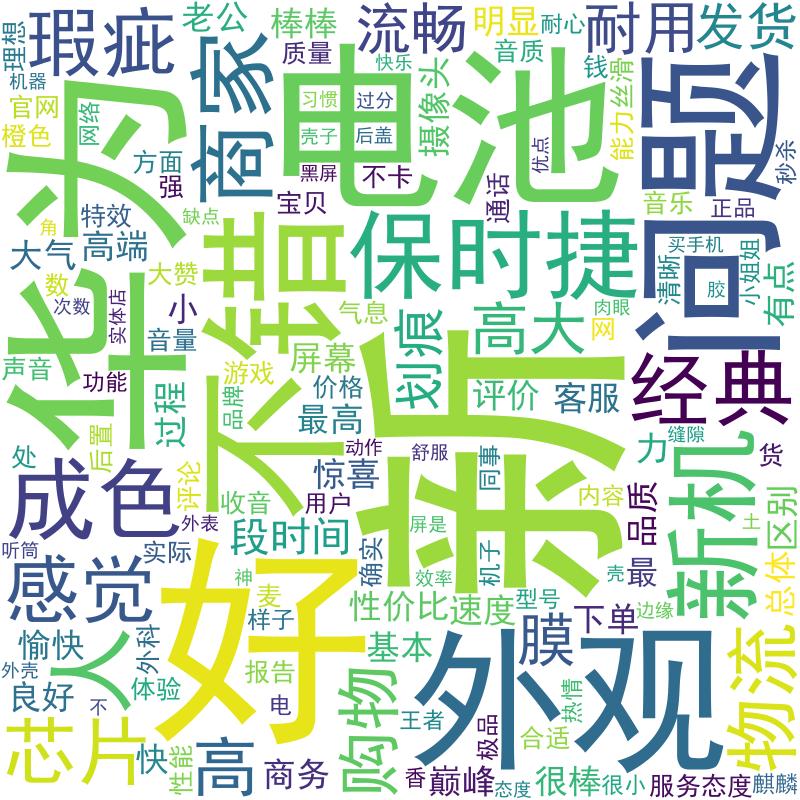 理想
瑕疵
老公
棒棒
流畅
明显
耐心
耐用
发货
机器
商家
质量
快乐
音质
钱
官网
橙色
网络
电池
习惯
过分
壳子
后盖
摄像头
能力
丝滑
问题
秒杀
华为
方面
强
黑屏
不卡
优点
宝贝
通话
音乐
正品
角
特效
缺点
不错
保时捷
买手机
小姐姐
清晰
胶
大气
高端
数
大赞
气息
肉眼
有点
次数
实体店
小
音量
划痕
高大
网
声音
功能
屏幕
新
经典
过程
游戏
品牌
价格
评价
客服
处
后置
最高
力
缝隙
动作
舒服
货
成色
评论
惊喜
同事
新机
收音
用户
内容
品质
外表
听筒
段时间
屏是
土
区别
实际
确实
机子
感觉
神
好
效率
最
壳
总体
麦
样子
性价比
速度
型号
边缘
愉快
人
外科
下单
膜
外观
基本
物流
外壳
体验
报告
良好
不
电
购物
王者
热情
芯片
快
合适
极品
性能
高
商务
香
巅峰
态度
很棒
很小
服务态度
麒麟